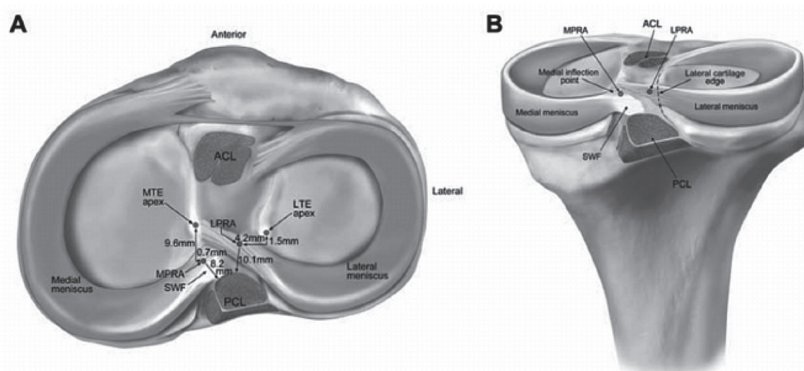 A
Anterior
ACL
MTE
apex
LTE
apex
LPRA
Lateral
4.2mm
1.5mm
9.6mm
0.7mm
8.2
mm
10.1mm
MPRA
SWF
Medial
meniscus
Lateral
meniscus
PCL
B
ACL
MPRA
LPRA
Medial inflection
point
Lateral cartilage
edge
Medial meniscus
Lateral meniscus
SWF
PCL